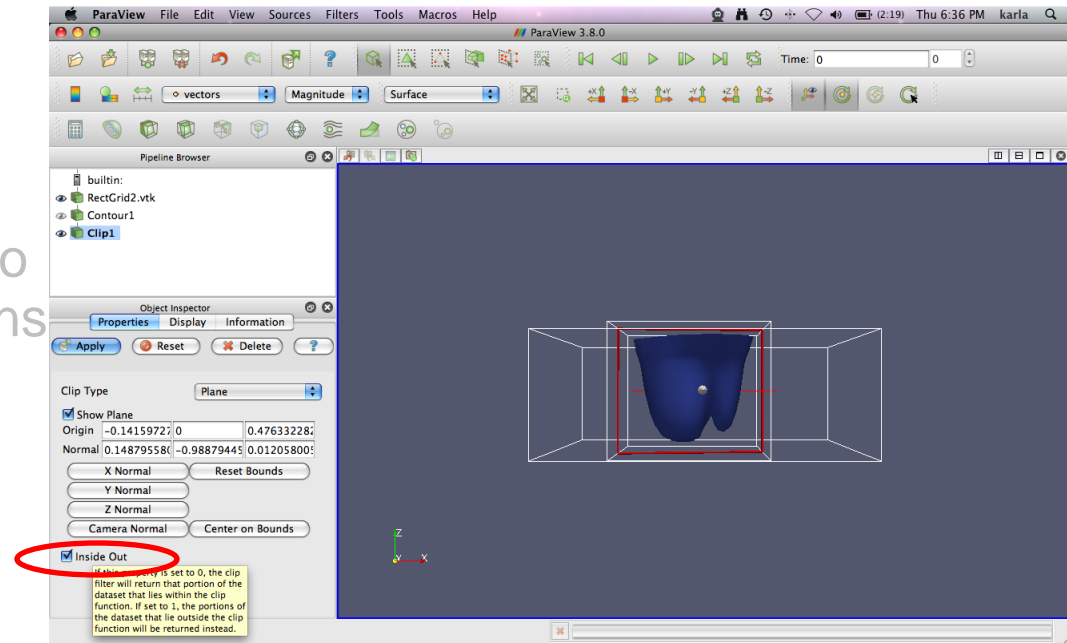 ParaView File Edit View Sources Filters Tools Macros Help (2:19) Thu 6:36 PM karla
ParaView 3.8.0
Time: 0 0
vectors Magnitude Surface
+X -X +Y -Y +Z -Z
Pipeline Browser
builtin:
RectGrid2.vtk
Contour1
Clip1
o
ns
Object Inspector
Properties Display Information
Apply Reset Delete ?
Clip Type Plane
Show Plane
Origin -0.14159727 0 0.476332282
Normal 0.148795580 -0.98879445 0.012058005
X Normal Reset Bounds
Y Normal
Z Normal
Camera Normal Center on Bounds
Inside Out
If this property is set to 0, the clip
filter will return that portion of the
dataset that lies within the clip
function. If set to 1, the portions of
the dataset that lie outside the clip
function will be returned instead.
Z
Y X